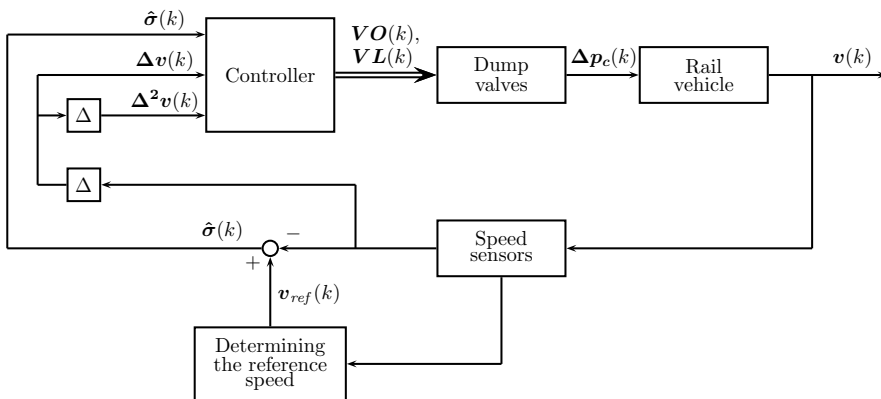 σ̂(k)
Δv(k)
Δ²v(k)
Δ
Δ
Controller
VO(k),
VL(k)
Dump
valves
Δp_c(k)
Rail
vehicle
v(k)
σ̂(k)
−
+
Speed
sensors
v_ref(k)
Determining
the reference
speed